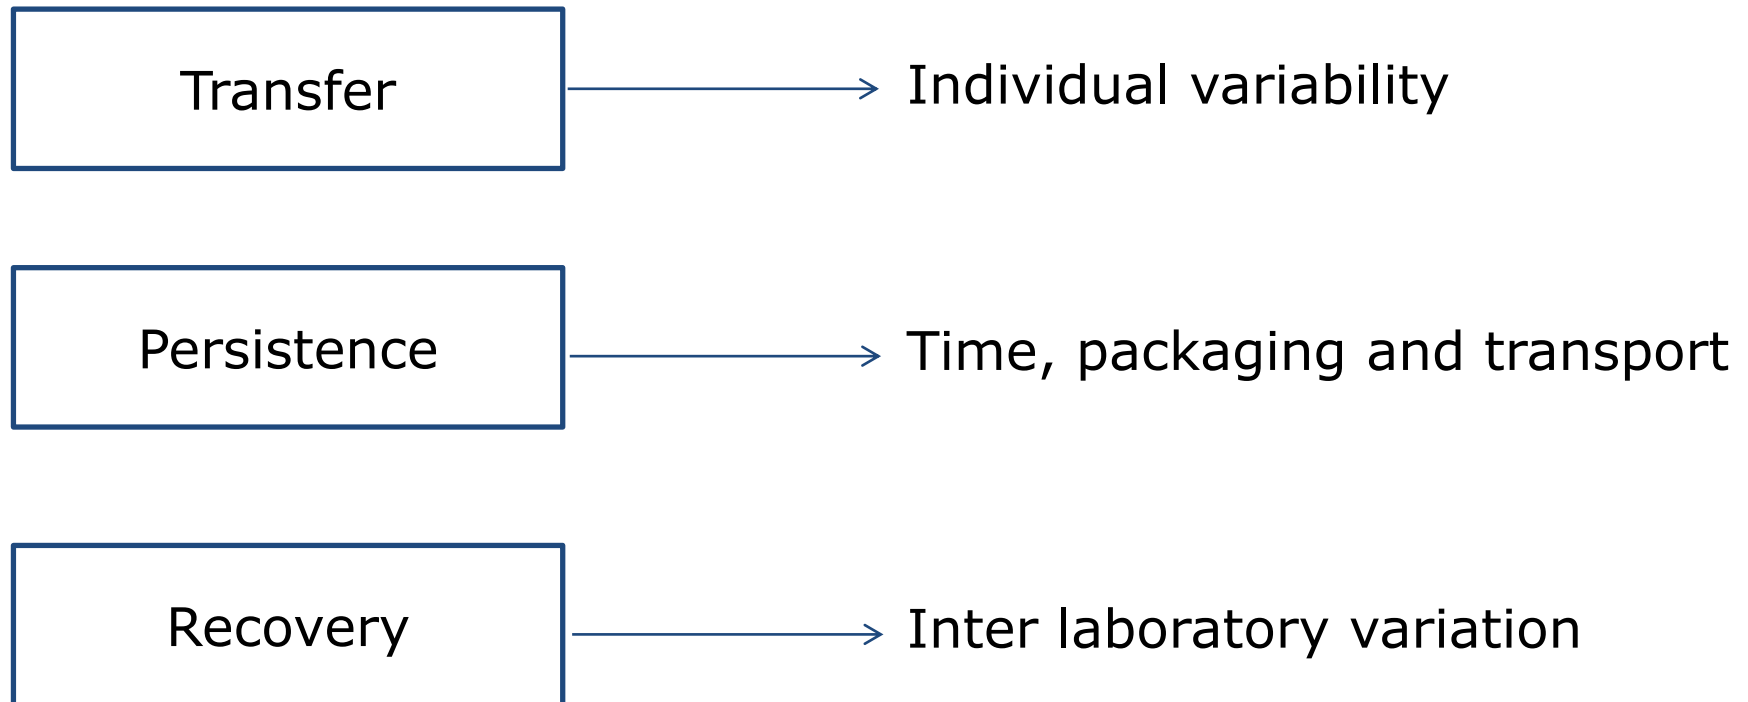 Transfer
Individual variability
Persistence
Time, packaging and transport
Recovery
Inter laboratory variation